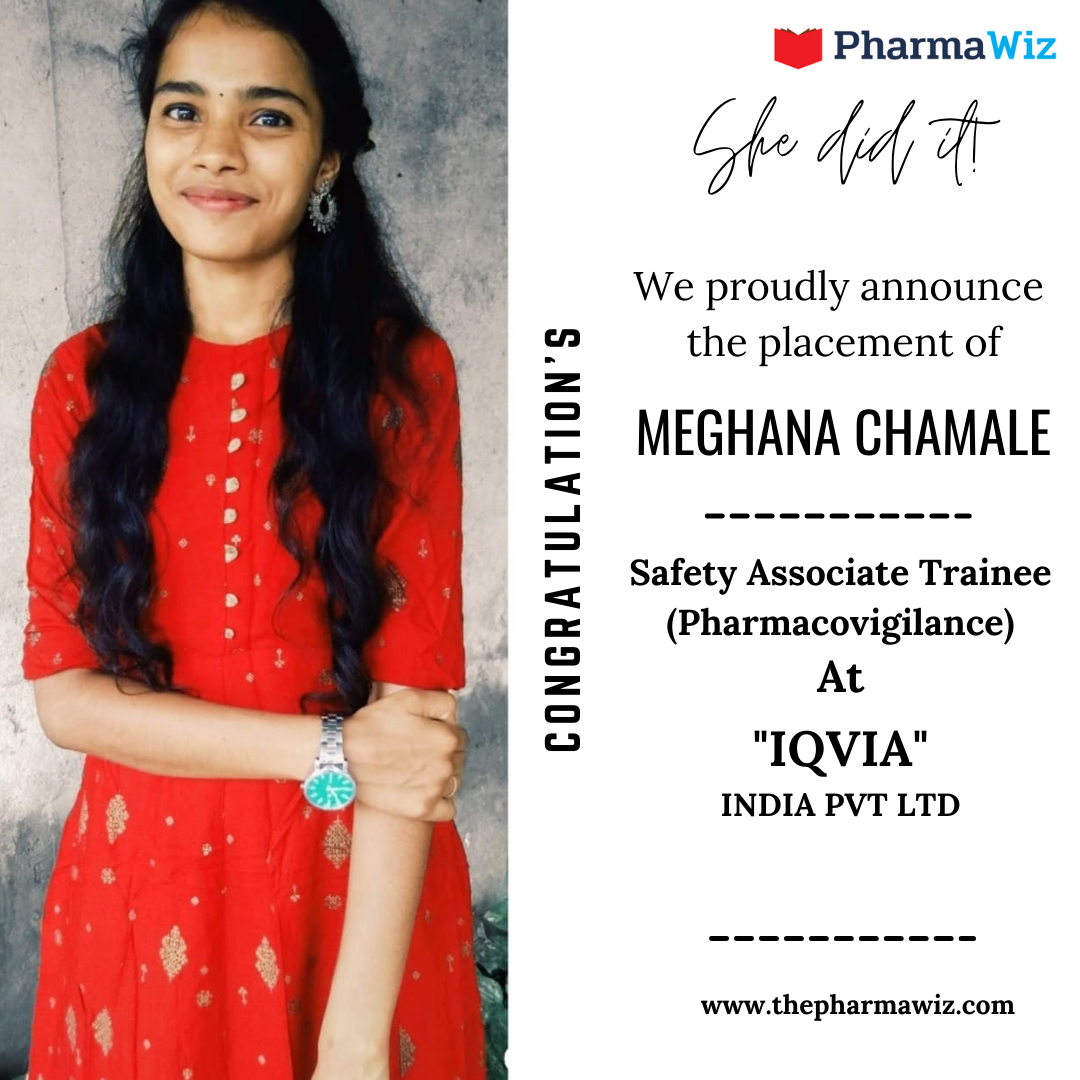 PharmaWiz
She did it!
We proudly announce
the placement of
MEGHANA CHAMALE
CONGRATULATION'S
Safety Associate Trainee
(Pharmacovigilance)
At
"IQVIA"
INDIA PVT LTD
www.thepharmawiz.com